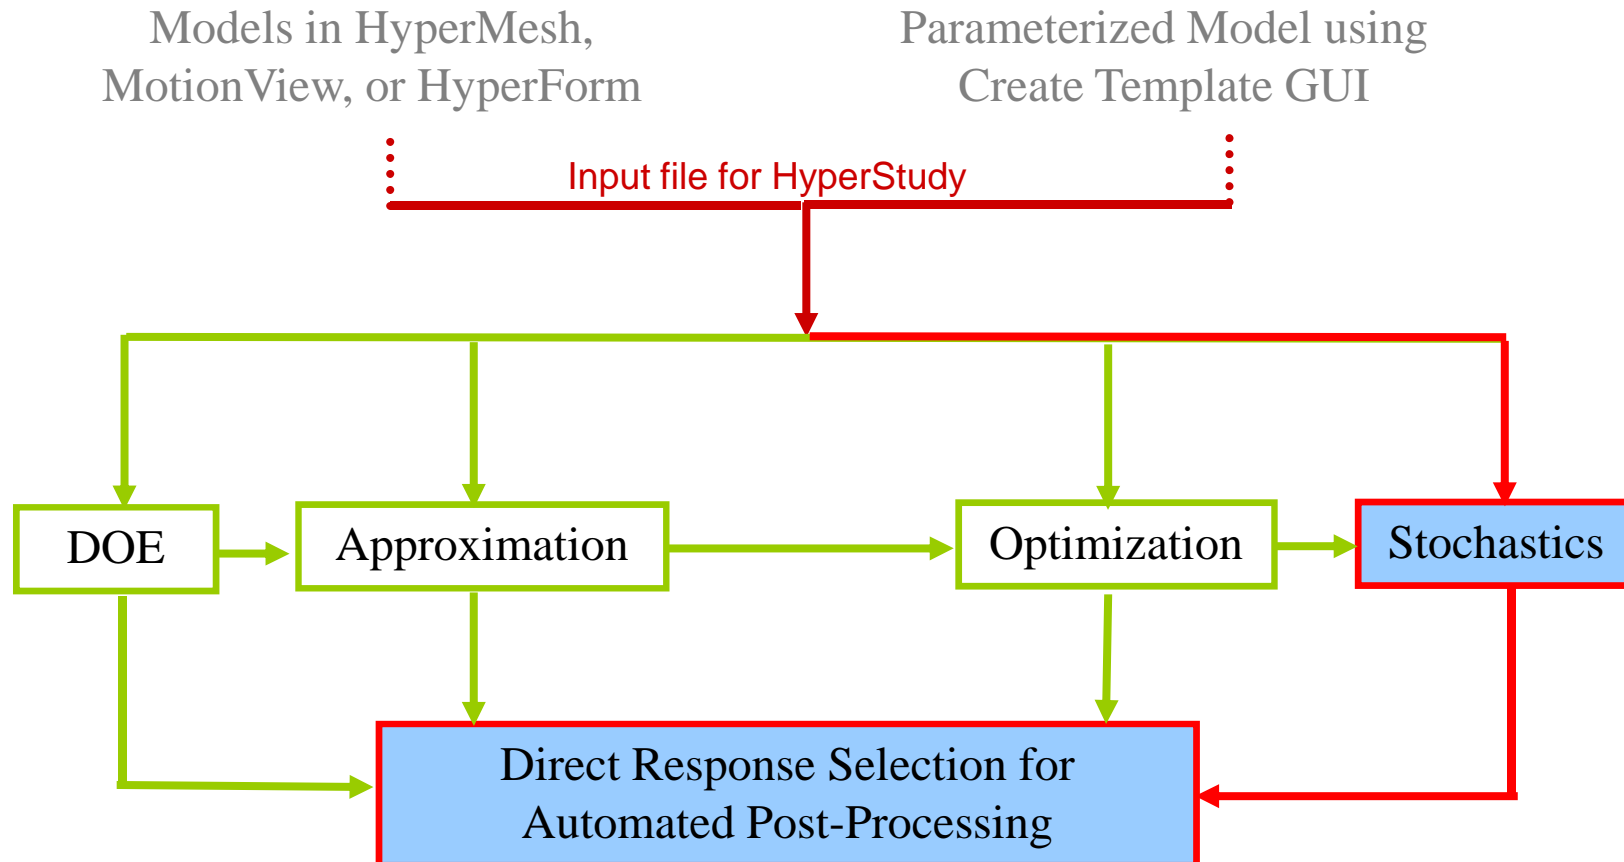 Models in HyperMesh,
MotionView, or HyperForm
Parameterized Model using
Create Template GUI
Input file for HyperStudy
DOE
Approximation
Optimization
Stochastics
Direct Response Selection for
Automated Post-Processing